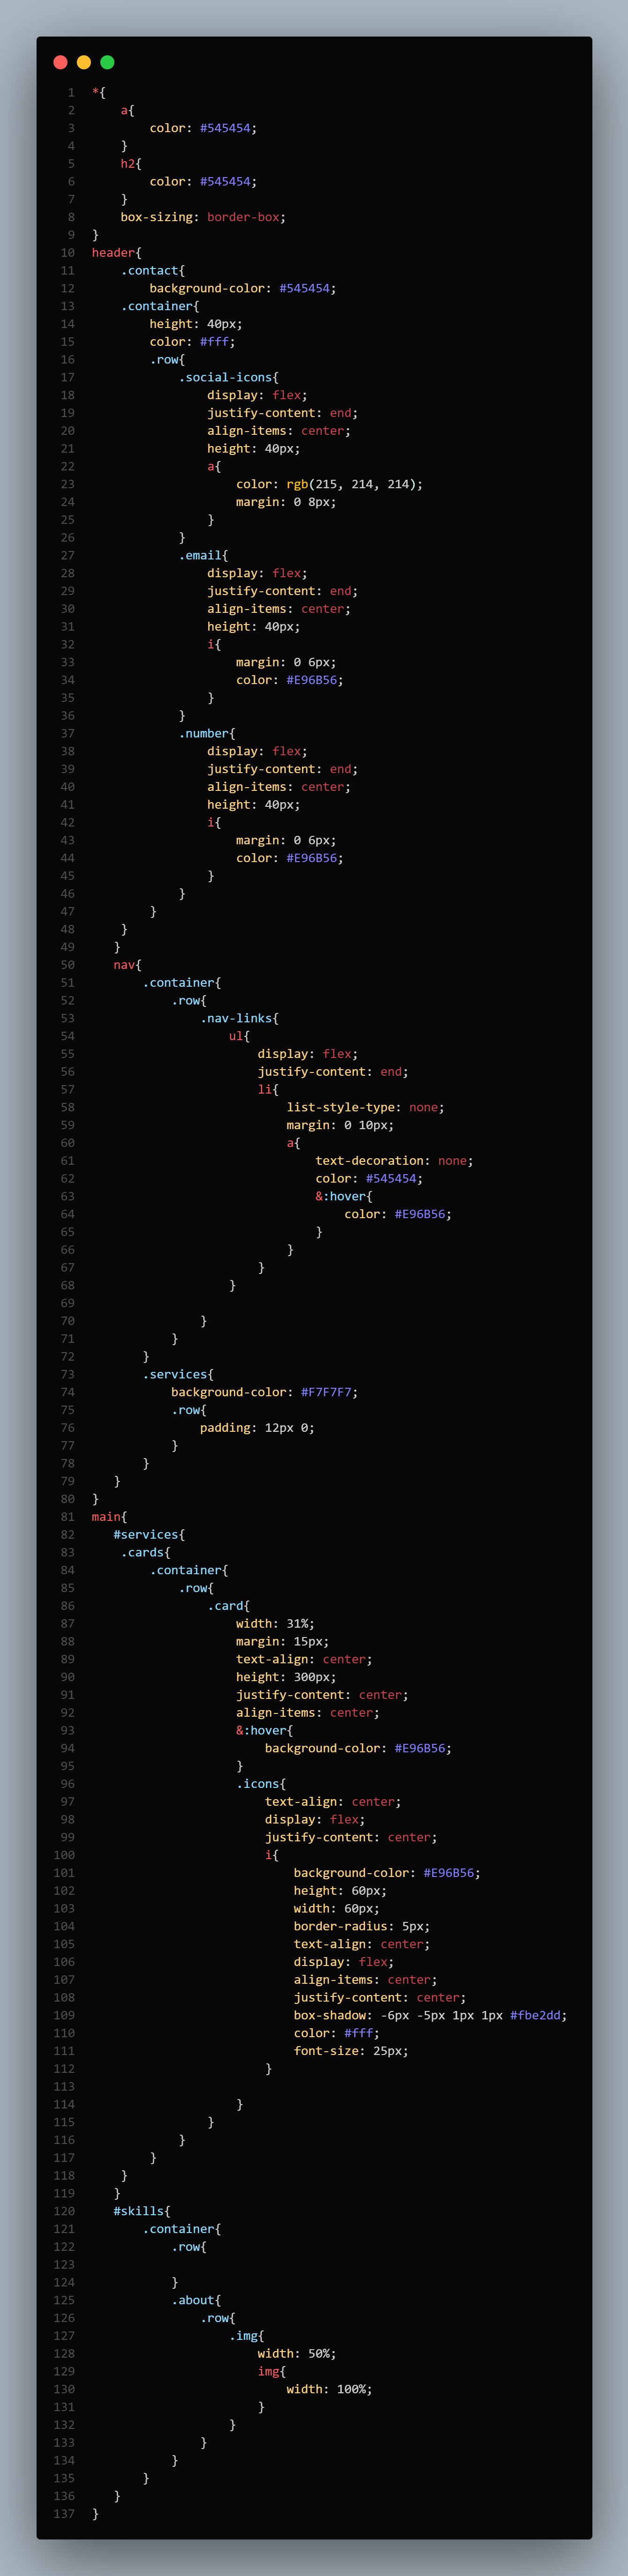 1 *{
2     a{
3         color: #545454;
4     }
5     h2{
6         color: #545454;
7     }
8     box-sizing: border-box;
9 }
10 header{
11     .contact{
12         background-color: #545454;
13     .container{
14         height: 40px;
15         color: #fff;
16         .row{
17             .social-icons{
18                 display: flex;
19                 justify-content: end;
20                 align-items: center;
21                 height: 40px;
22                 a{
23                     color: rgb(215, 214, 214);
24                     margin: 0 8px;
25                 }
26             }
27             .email{
28                 display: flex;
29                 justify-content: end;
30                 align-items: center;
31                 height: 40px;
32                 i{
33                     margin: 0 6px;
34                     color: #E96B56;
35                 }
36             }
37             .number{
38                 display: flex;
39                 justify-content: end;
40                 align-items: center;
41                 height: 40px;
42                 i{
43                     margin: 0 6px;
44                     color: #E96B56;
45                 }
46             }
47         }
48     }
49    }
50    nav{
51        .container{
52            .row{
53                .nav-links{
54                    ul{
55                        display: flex;
56                        justify-content: end;
57                        li{
58                            list-style-type: none;
59                            margin: 0 10px;
60                            a{
61                                text-decoration: none;
62                                color: #545454;
63                                &:hover{
64                                    color: #E96B56;
65                                }
66                            }
67                        }
68                    }
69
70                }
71            }
72        }
73        .services{
74            background-color: #F7F7F7;
75            .row{
76                padding: 12px 0;
77            }
78        }
79    }
80 }
81 main{
82    #services{
83     .cards{
84         .container{
85             .row{
86                 .card{
87                     width: 31%;
88                     margin: 15px;
89                     text-align: center;
90                     height: 300px;
91                     justify-content: center;
92                     align-items: center;
93                     &:hover{
94                         background-color: #E96B56;
95                     }
96                     .icons{
97                         text-align: center;
98                         display: flex;
99                         justify-content: center;
100                         i{
101                             background-color: #E96B56;
102                             height: 60px;
103                             width: 60px;
104                             border-radius: 5px;
105                             text-align: center;
106                             display: flex;
107                             align-items: center;
108                             justify-content: center;
109                             box-shadow: -6px -5px 1px 1px #fbe2dd;
110                             color: #fff;
111                             font-size: 25px;
112                         }
113
114                     }
115                 }
116             }
117         }
118     }
119    }
120    #skills{
121        .container{
122            .row{
123
124            }
125            .about{
126                .row{
127                    .img{
128                        width: 50%;
129                        img{
130                            width: 100%;
131                        }
132                    }
133                }
134            }
135        }
136    }
137 }